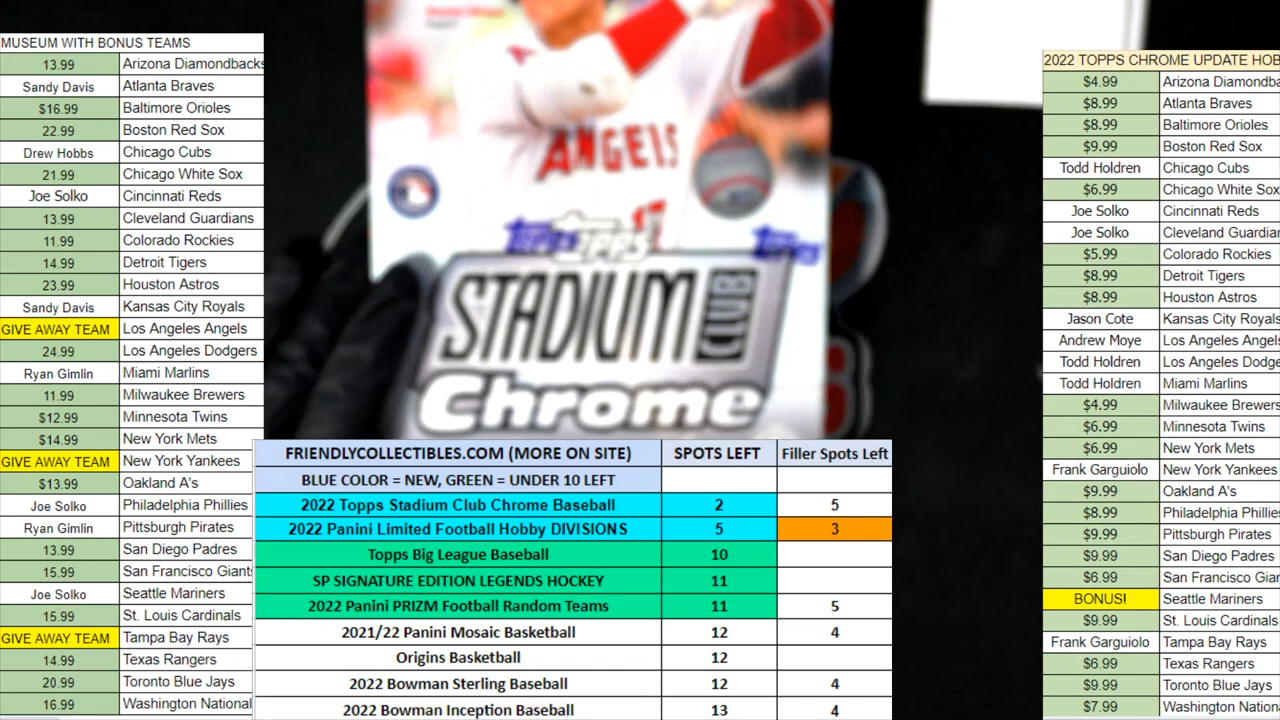 MUSEUM WITH BONUS TEAMS
13.99 Arizona Diamondbacks
Sandy Davis Atlanta Braves
$16.99 Baltimore Orioles
22.99 Boston Red Sox
Drew Hobbs Chicago Cubs
21.99 Chicago White Sox
Joe Solko Cincinnati Reds
13.99 Cleveland Guardians
11.99 Colorado Rockies
14.99 Detroit Tigers
23.99 Houston Astros
Sandy Davis Kansas City Royals
GIVE AWAY TEAM Los Angeles Angels
24.99 Los Angeles Dodgers
Ryan Gimlin Miami Marlins
11.99 Milwaukee Brewers
$12.99 Minnesota Twins
$14.99 New York Mets
GIVE AWAY TEAM New York Yankees
$13.99 Oakland A's
Joe Solko Philadelphia Phillies
Ryan Gimlin Pittsburgh Pirates
13.99 San Diego Padres
15.99 San Francisco Giants
Joe Solko Seattle Mariners
15.99 St. Louis Cardinals
GIVE AWAY TEAM Tampa Bay Rays
14.99 Texas Rangers
20.99 Toronto Blue Jays
16.99 Washington National
ANGELS
17
topps topps topps
STADIUM CLUB
Chrome
FRIENDLYCOLLECTIBLES.COM (MORE ON SITE) SPOTS LEFT Filler Spots Left
BLUE COLOR = NEW, GREEN = UNDER 10 LEFT
2022 Topps Stadium Club Chrome Baseball 2 5
2022 Panini Limited Football Hobby DIVISIONS 5 3
Topps Big League Baseball 10
SP SIGNATURE EDITION LEGENDS HOCKEY 11
2022 Panini PRIZM Football Random Teams 11 5
2021/22 Panini Mosaic Basketball 12 4
Origins Basketball 12
2022 Bowman Sterling Baseball 12 4
2022 Bowman Inception Baseball 13 4
2022 TOPPS CHROME UPDATE HOB
$4.99 Arizona Diamondba
$8.99 Atlanta Braves
$8.99 Baltimore Orioles
$9.99 Boston Red Sox
Todd Holdren Chicago Cubs
$6.99 Chicago White Sox
Joe Solko Cincinnati Reds
Joe Solko Cleveland Guardian
$5.99 Colorado Rockies
$8.99 Detroit Tigers
$8.99 Houston Astros
Jason Cote Kansas City Royals
Andrew Moye Los Angeles Angels
Todd Holdren Los Angeles Dodge
Todd Holdren Miami Marlins
$4.99 Milwaukee Brewers
$6.99 Minnesota Twins
$6.99 New York Mets
Frank Garguiolo New York Yankees
$9.99 Oakland A's
$8.99 Philadelphia Phillies
$9.99 Pittsburgh Pirates
$9.99 San Diego Padres
$6.99 San Francisco Gian
BONUS! Seattle Mariners
$9.99 St. Louis Cardinals
Frank Garguiolo Tampa Bay Rays
$6.99 Texas Rangers
$9.99 Toronto Blue Jays
$7.99 Washington Nation